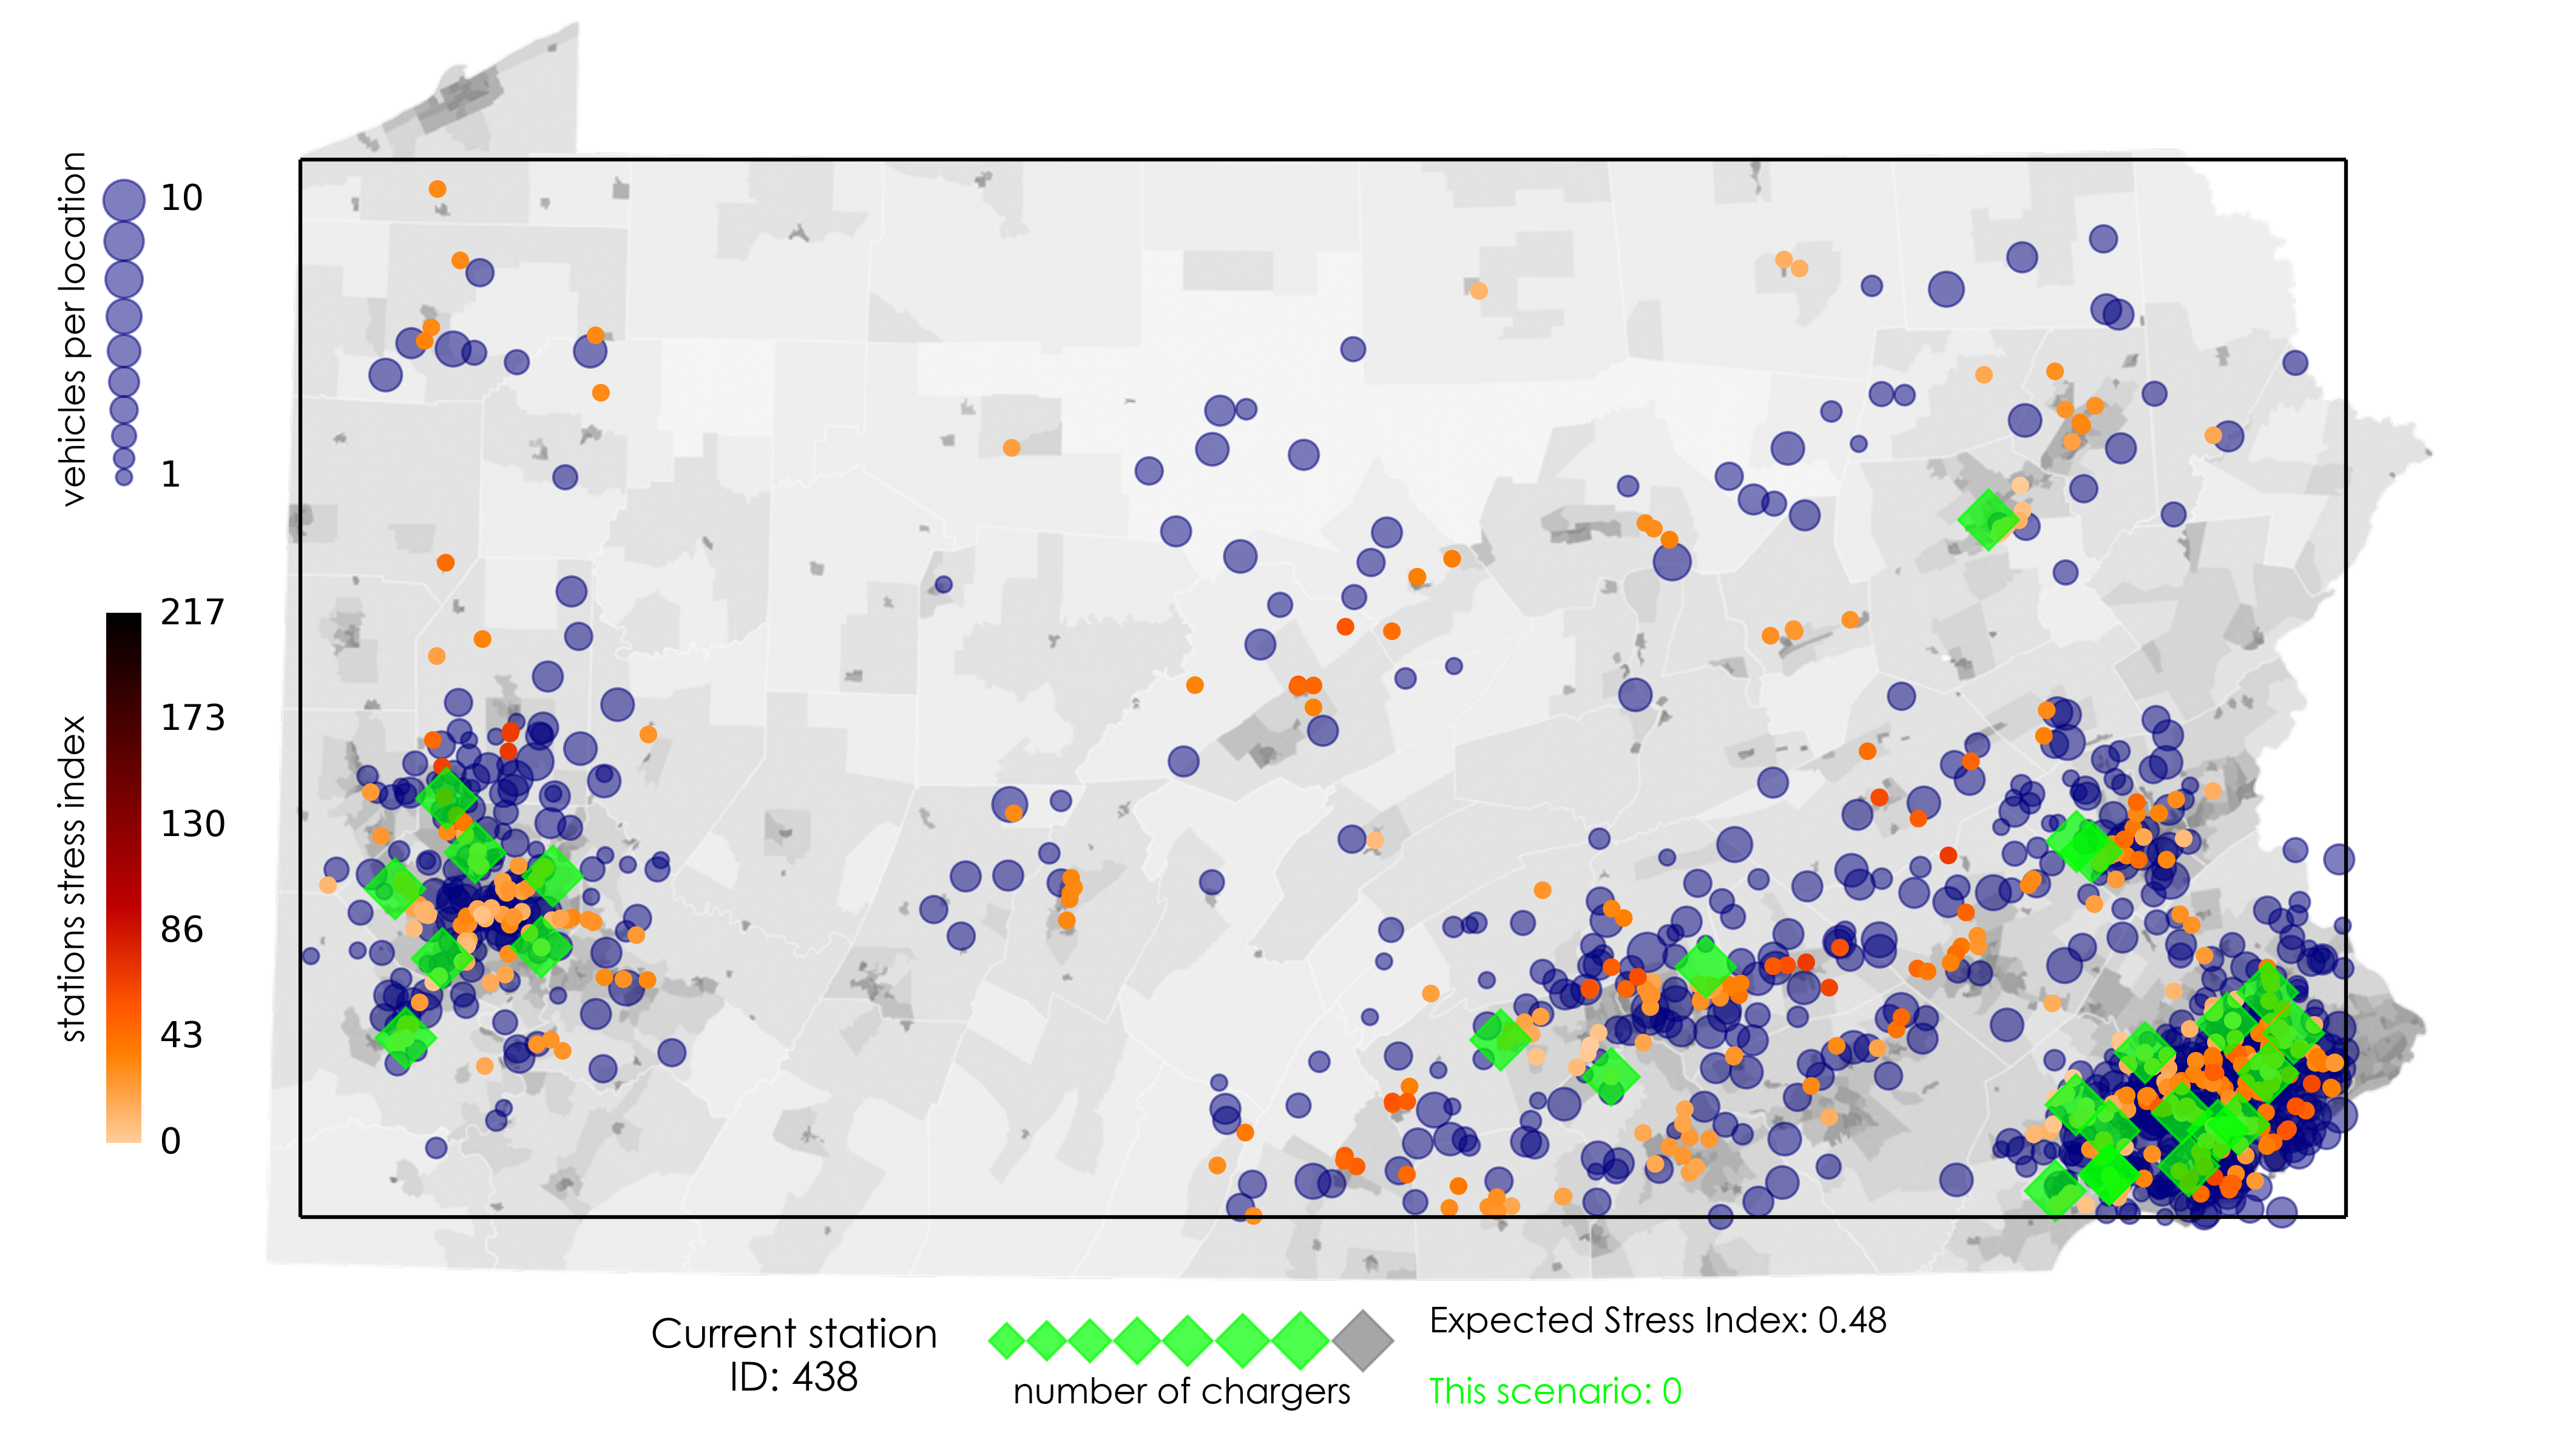 vehicles per location
10
1
stations stress index
217
173
130
86
43
0
Current station
ID: 438
number of chargers
Expected Stress Index: 0.48
This scenario: 0